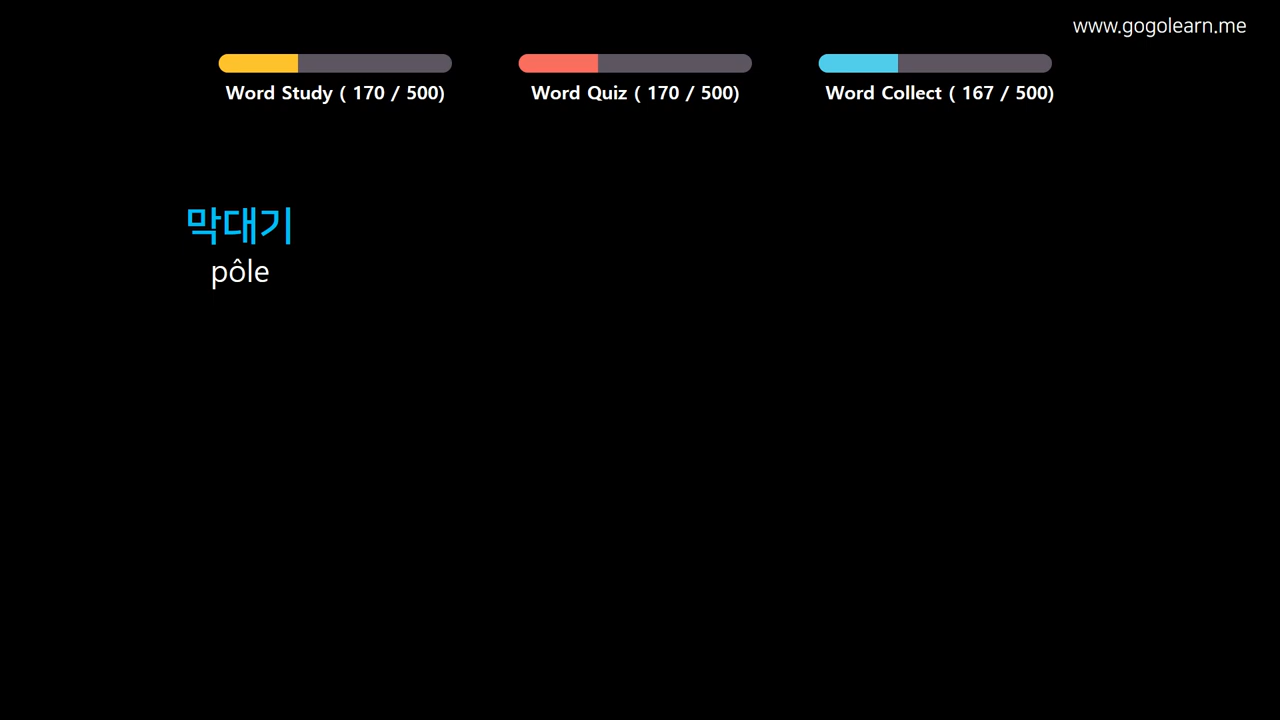 www.gogolearn.me
Word Study ( 170 / 500)
Word Quiz ( 170 / 500)
Word Collect ( 167 / 500)
막대기
pôle